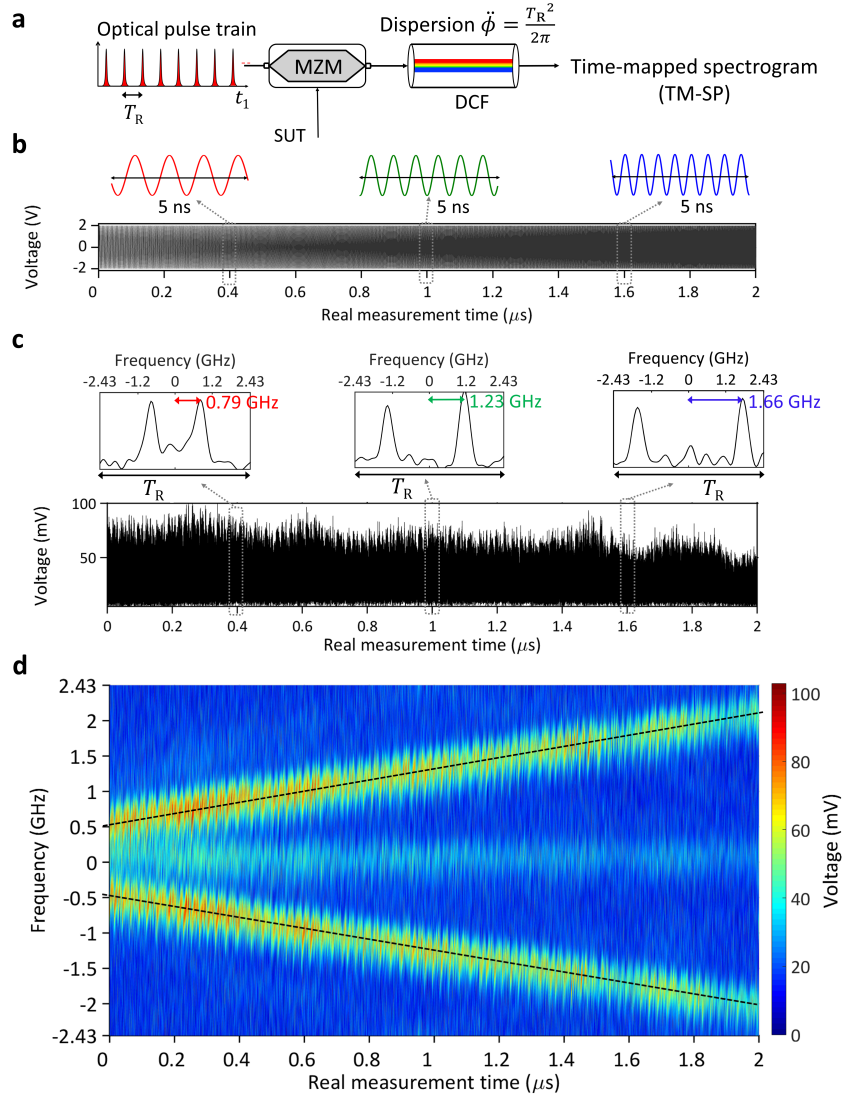 a
Optical pulse train
Dispersion $\ddot{\phi} = \frac{T_R^2}{2\pi}$
MZM
DCF
Time-mapped spectrogram
(TM-SP)
t₁
T_R
SUT
b
5 ns
5 ns
5 ns
Voltage (V)
2
0
-2
0 0.2 0.4 0.6 0.8 1 1.2 1.4 1.6 1.8 2
Real measurement time (μs)
c
Frequency (GHz)
-2.43 -1.2 0 1.2 2.43
0.79 GHz
T_R
Frequency (GHz)
-2.43 -1.2 0 1.2 2.43
1.23 GHz
T_R
Frequency (GHz)
-2.43 -1.2 0 1.2 2.43
1.66 GHz
T_R
Voltage (mV)
100
50
0 0.2 0.4 0.6 0.8 1 1.2 1.4 1.6 1.8 2
Real measurement time (μs)
d
Frequency (GHz)
2.43
2
1.5
1
0.5
0
-0.5
-1
-1.5
-2
-2.43
0 0.2 0.4 0.6 0.8 1 1.2 1.4 1.6 1.8 2
Real measurement time (μs)
100
80
60
40
20
0
Voltage (mV)